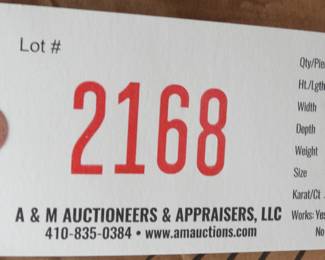 Lot #
2168
A & M AUCTIONEERS & APPRAISERS, LLC
410-835-0384 • www.amauctions.com
Qty/Pie
Ht./Lgth
Width
Depth
Weight
Size
Karat/Ct
Works: Yes
No